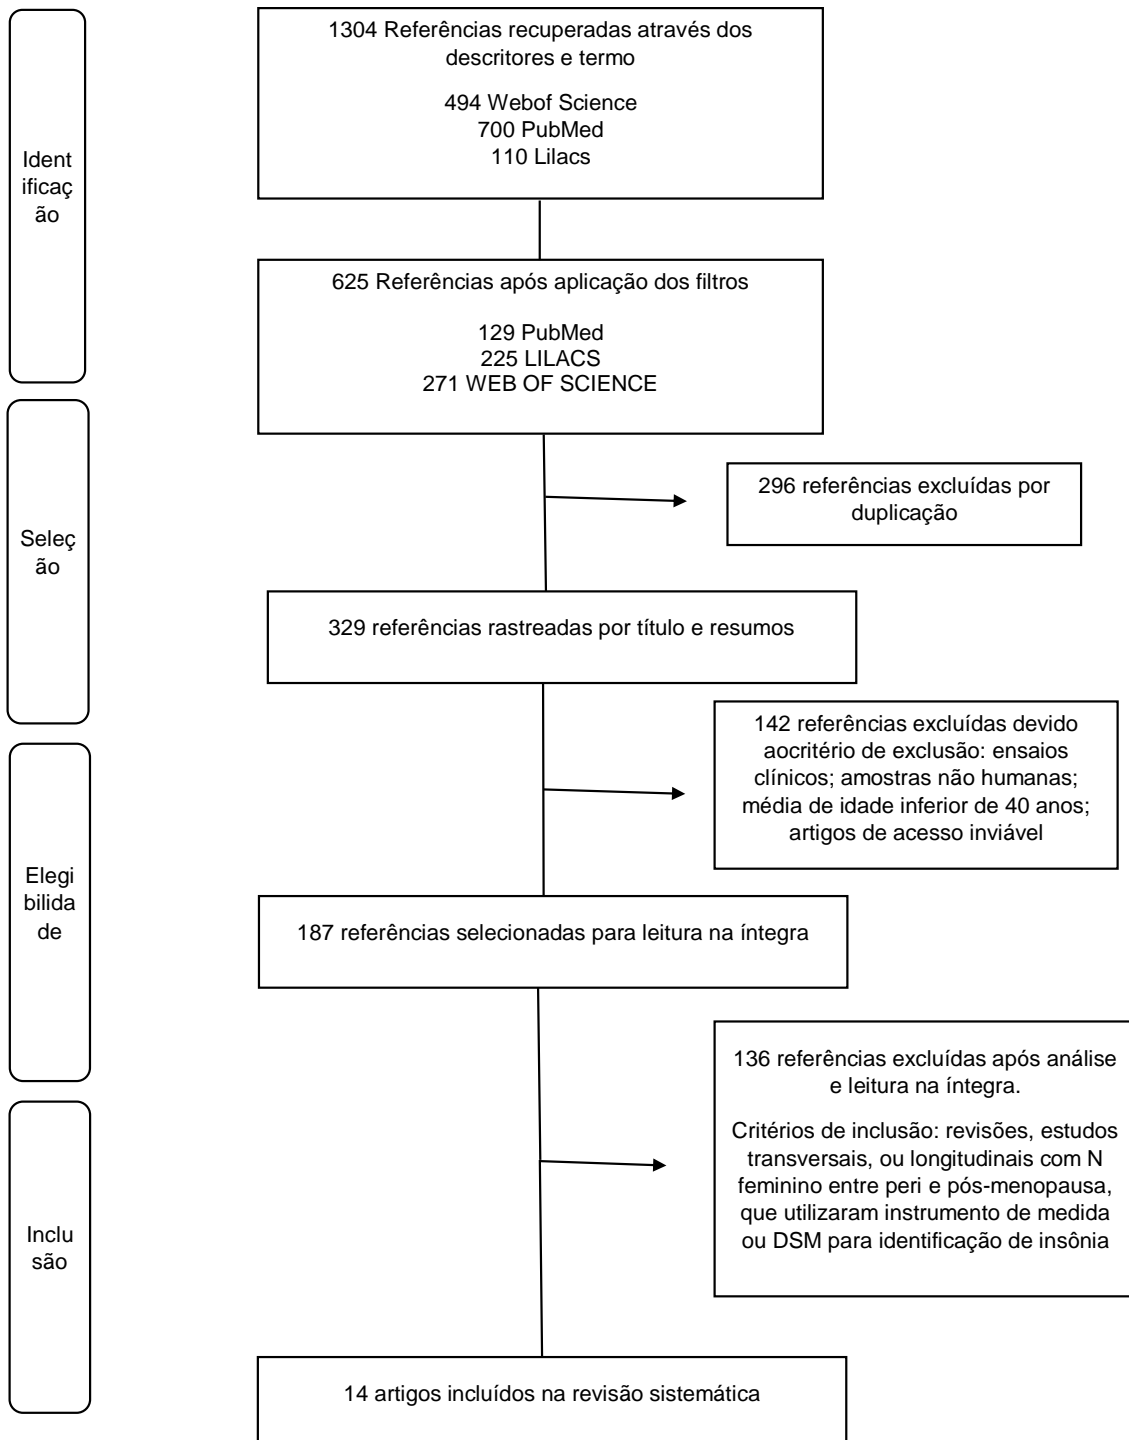 1304 Referências recuperadas através dos
descritores e termo
494 Webof Science
700 PubMed
110 Lilacs
Ident
ificaç
ão
625 Referências após aplicação dos filtros
129 PubMed
225 LILACS
271 WEB OF SCIENCE
296 referências excluídas por
duplicação
Seleç
ão
329 referências rastreadas por título e resumos
142 referências excluídas devido
aocritério de exclusão: ensaios
clínicos; amostras não humanas;
média de idade inferior de 40 anos;
artigos de acesso inviável
Elegi
bilida
de
187 referências selecionadas para leitura na íntegra
136 referências excluídas após análise
e leitura na íntegra.
Critérios de inclusão: revisões, estudos
transversais, ou longitudinais com N
feminino entre peri e pós-menopausa,
que utilizaram instrumento de medida
ou DSM para identificação de insônia
Inclu
são
14 artigos incluídos na revisão sistemática